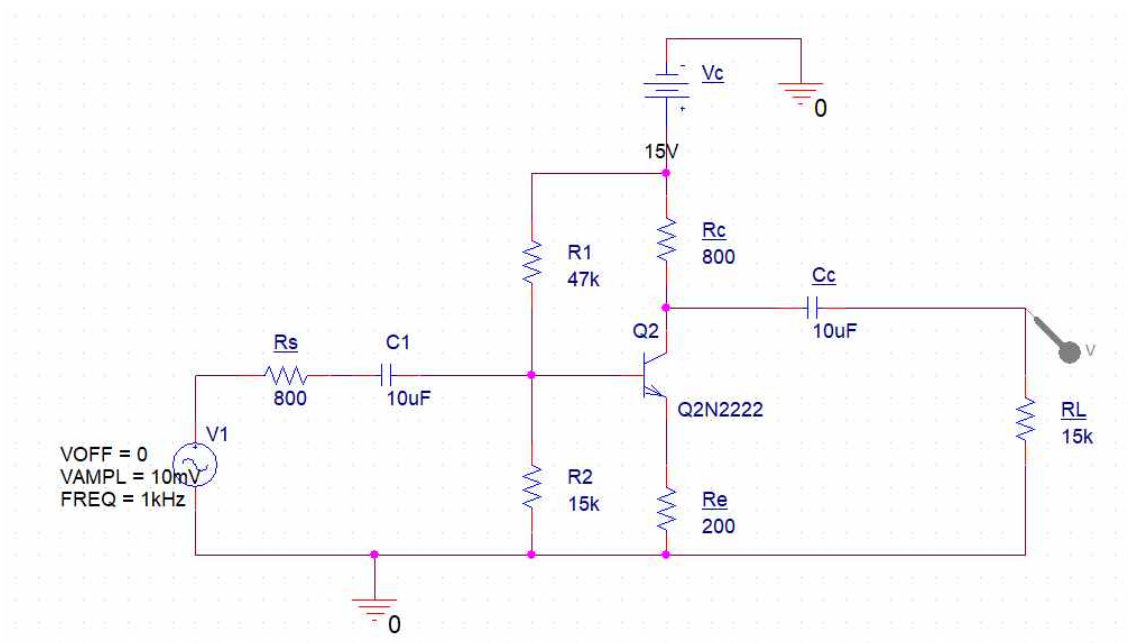 Vc
0
15V
Rc
800
R1
47k
Cc
10uF
Q2
Q2N2222
V
Rs
800
C1
10uF
V1
VOFF = 0
VAMPL = 10mV
FREQ = 1kHz
R2
15k
Re
200
RL
15k
0